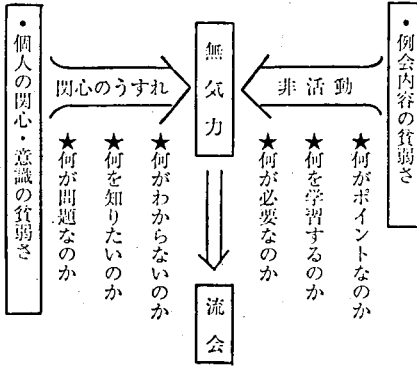 ・例会内容の貧弱さ
非活動
★何がポイントなのか
★何を学習するのか
★何が必要なのか
無気力
流会
関心のうすれ
★何がわからないのか
★何を知りたいのか
★何が問題なのか
・個人の関心・意識の貧弱さ